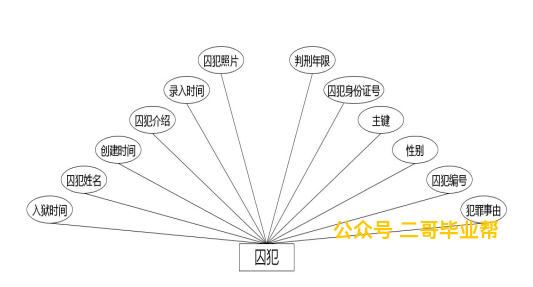 囚犯照片 判刑年限
录入时间 囚犯身份证号
囚犯介绍 主键
创建时间 性别
囚犯姓名 囚犯编号
入狱时间 犯罪事由
公众号 二哥毕业帮
囚犯